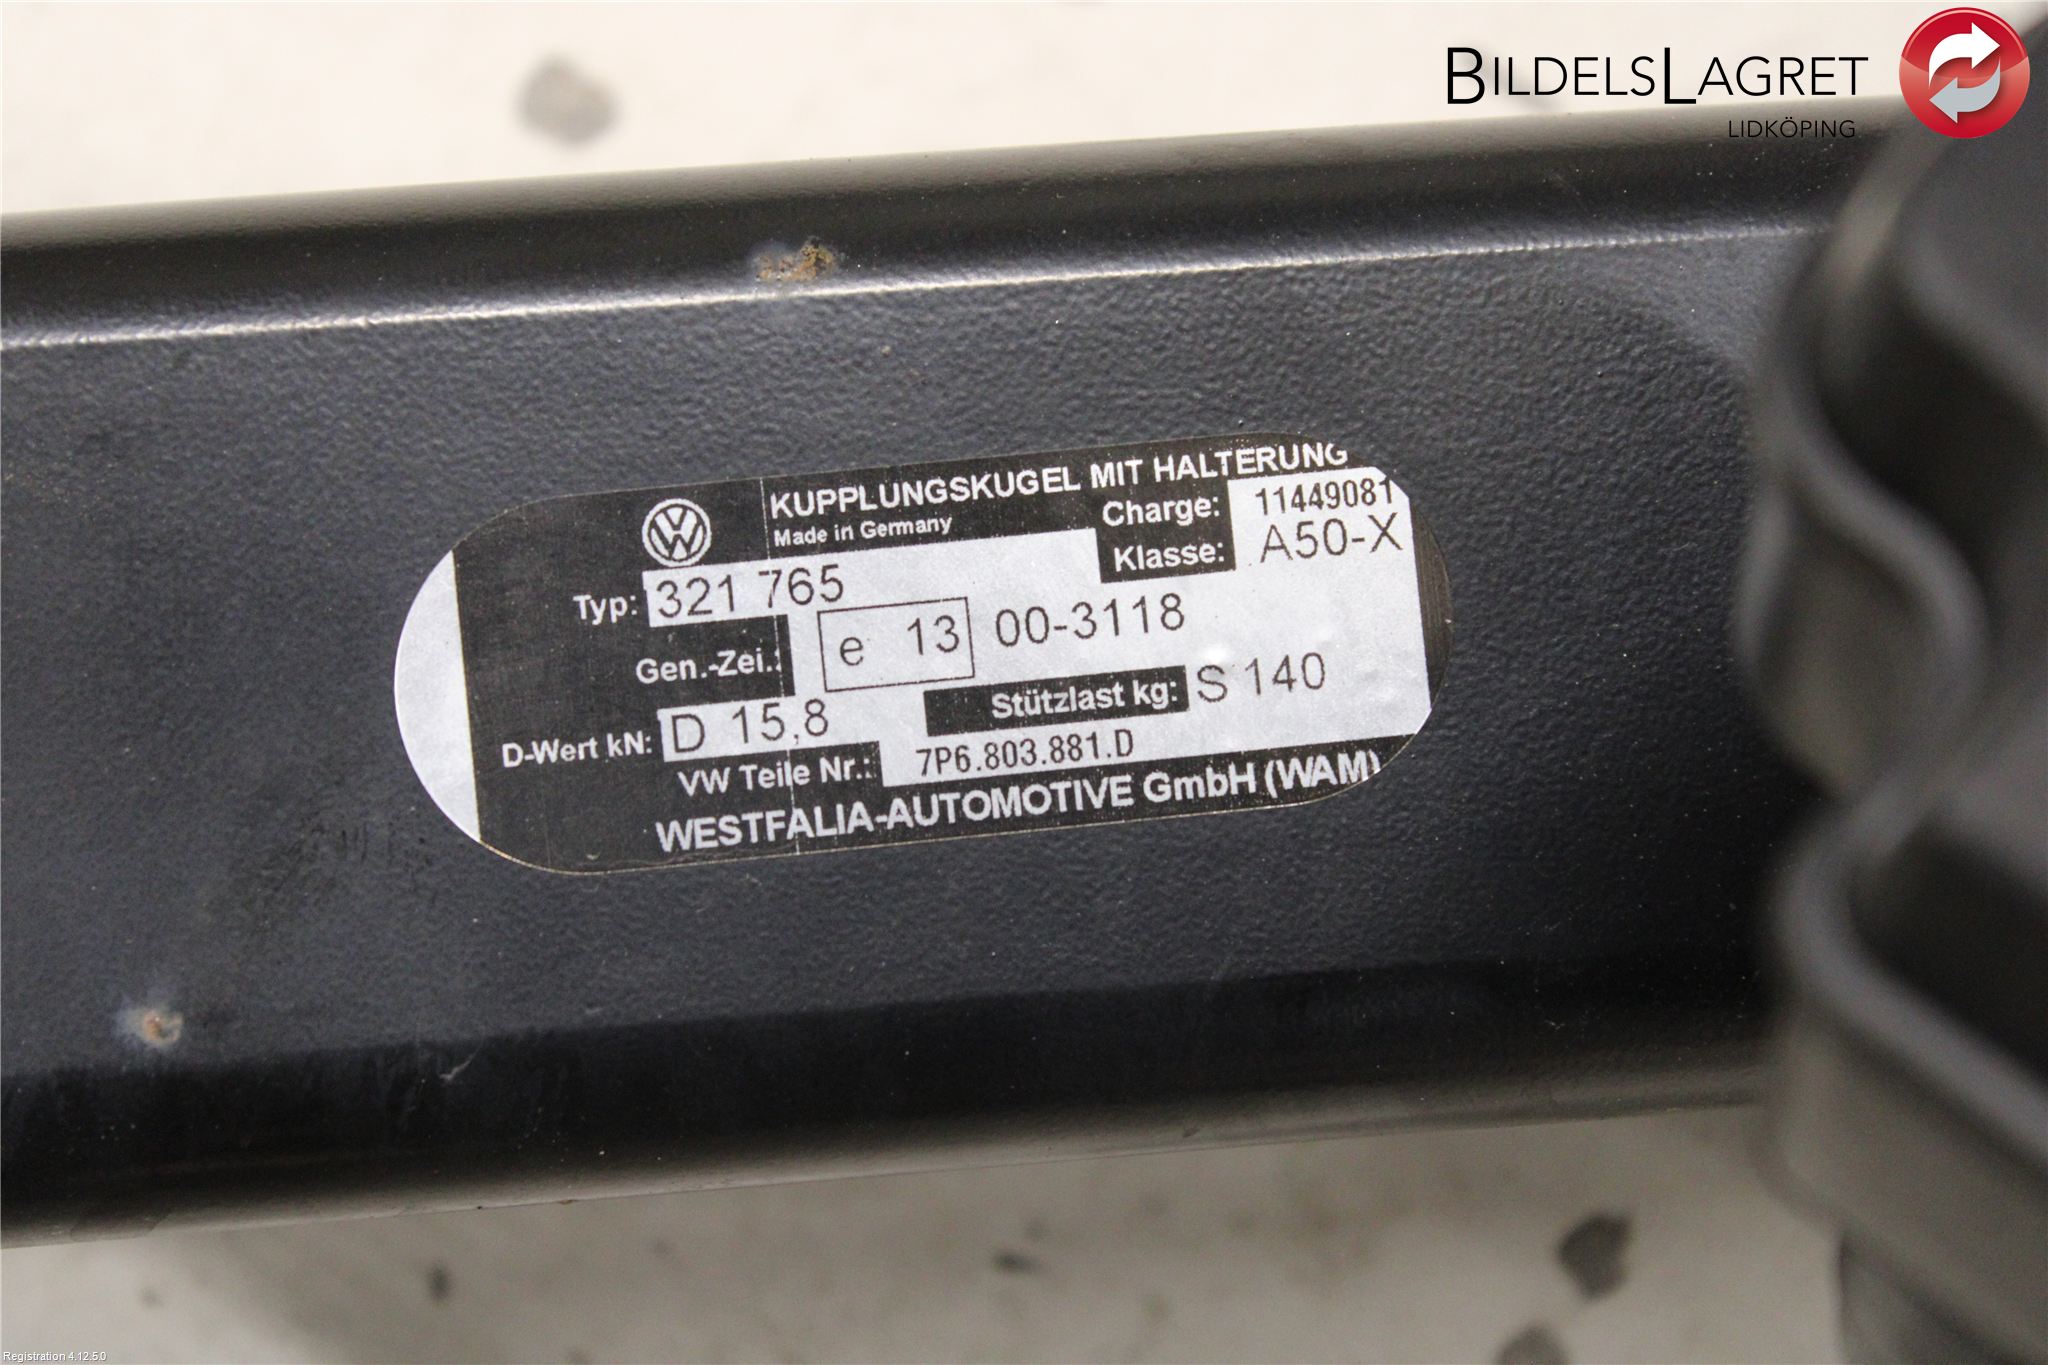 BILDELSLAGRET
LIDKÖPING
KUPPLUNGSKUGEL MIT HALTERUNG
Made in Germany
Charge: 11449081
Klasse: A50-X
Typ: 321 765
Gen.-Zei.: e 13 00-3118
D-Wert kN: D 15,8 Stützlast kg: S 140
VW Teile Nr.: 7P6.803.881.D
WESTFALIA-AUTOMOTIVE GmbH (WAM)
Registration 4.12.5.0